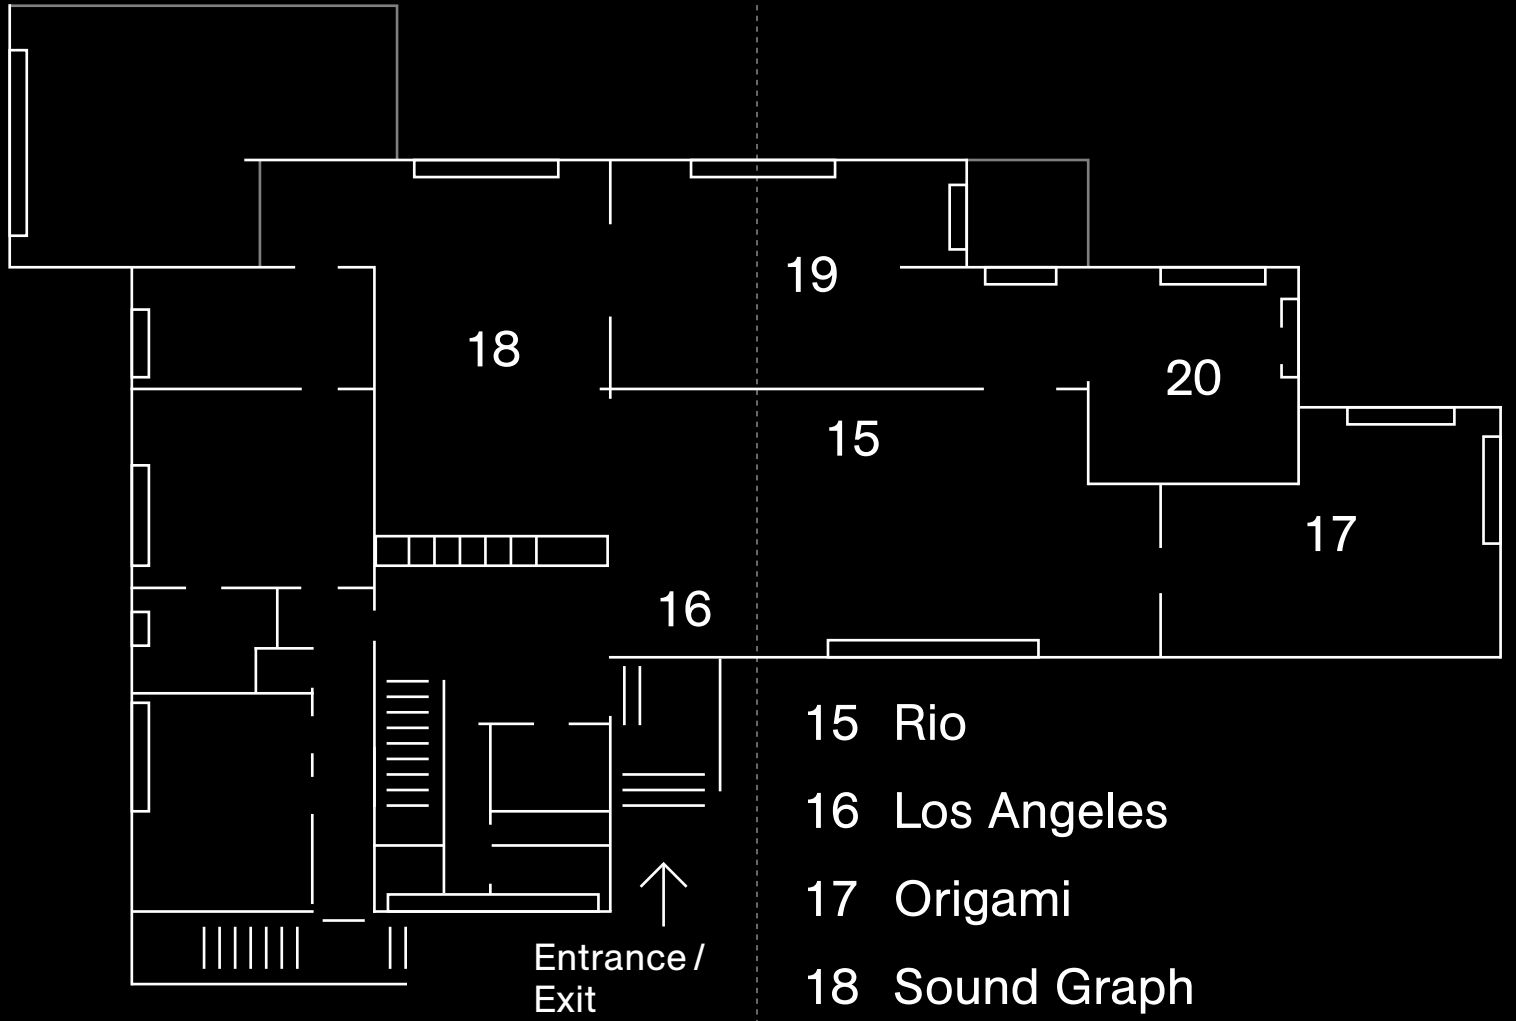 19
18
20
15
17
16
15 Rio
16 Los Angeles
17 Origami
Entrance /
Exit
18 Sound Graph